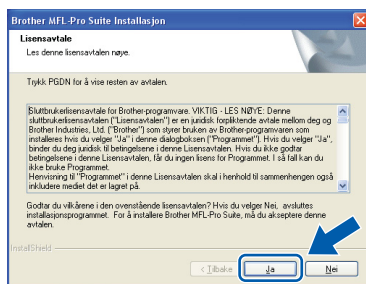 Brother MFL-Pro Suite Installasjon
Lisensavtale
Les denne lisensavtalen nøye.
Trykk PGDN for å vise resten av avtalen.
Sluttbrukerlisensavtale for Brother-programvare. VIKTIG - LES NØYE: Denne
sluttbrukerlisensavtalen ("Lisensavtalen") er en juridisk forpliktende avtale mellom deg og
Brother Industries, Ltd. ("Brother") som styrer bruken av Brother-programvaren som
installeres hvis du velger "Ja" i denne dialogboksen ("Programmet"). Hvis du velger "Ja",
binder du deg juridisk til betingelsene i denne Lisensavtalen. Hvis du ikke godtar
betingelsene i denne Lisensavtalen, får du ingen lisens for Programmet. I så fall kan du
ikke bruke Programmet.
Henvisning til "Programmet" i denne Lisensavtalen skal i henhold til sammenhengen også
inkludere mediet det er lagret på.
Godtar du vilkårene i den ovenstående lisensavtalen? Hvis du velger Nei, avsluttes
installasjonsprogrammet. For å installere Brother MFL-Pro Suite, må du akseptere denne
avtalen.
InstallShield
< Tilbake
Ja
Nei